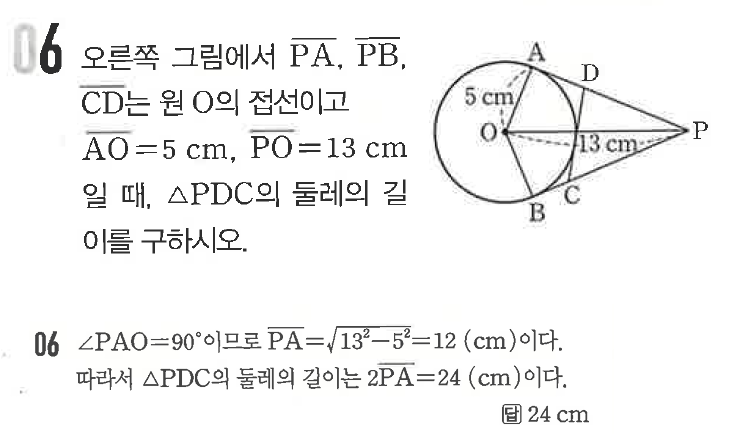 06 오른쪽 그림에서 PA, PB,
CD는 원 O의 접선이고
AO=5 cm, PO=13 cm
일 때, △PDC의 둘레의 길
이를 구하시오.
A
D
5 cm
O
P
13 cm
C
B
06 ∠PAO=90°이므로 PA=√13²-5²=12 (cm)이다.
따라서 △PDC의 둘레의 길이는 2PA=24 (cm)이다.
답 24 cm